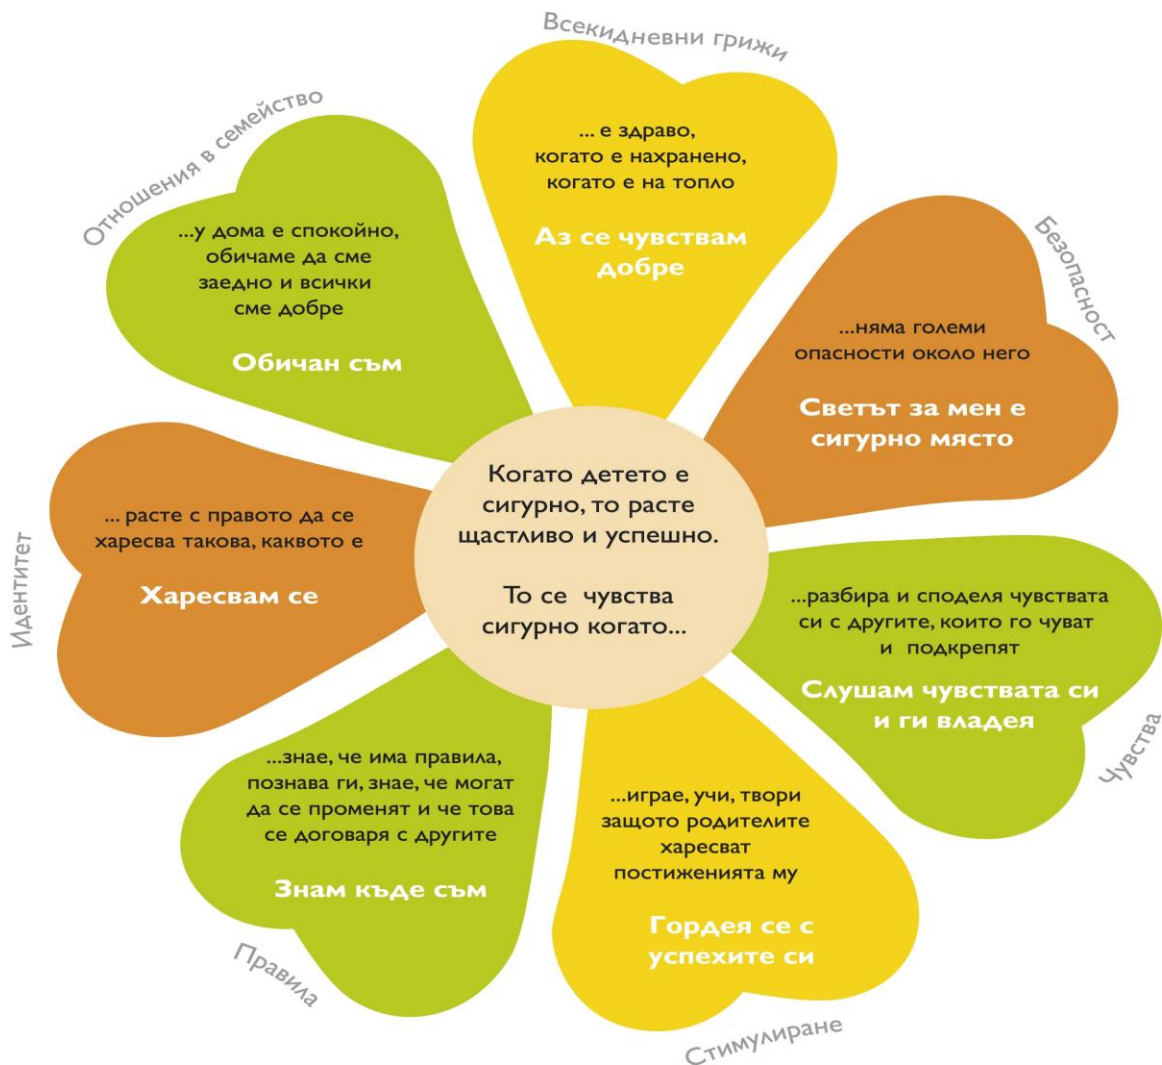 Всекидневни грижи
... е здраво,
когато е нахранено,
когато е на топло
Аз се чувствам
добре
Безопасност
...няма големи
опасности около него
Светът за мен е
сигурно място
Чувства
...разбира и споделя чувствата
си с другите, които го чуват
и подкрепят
Слушам чувствата си
и ги владея
Стимулиране
...играе, учи, твори
защото родителите
харесват
постиженията му
Гордея се с
успехите си
Правила
...знае, че има правила,
познава ги, знае, че могат
да се променят и че това
се договаря с другите
Знам къде съм
Идентитет
... расте с правото да се
харесва такова, каквото е
Харесвам се
Отношения в семейство
...у дома е спокойно,
обичаме да сме
заедно и всички
сме добре
Обичан съм
Когато детето е
сигурно, то расте
щастливо и успешно.
То се чувства
сигурно когато...